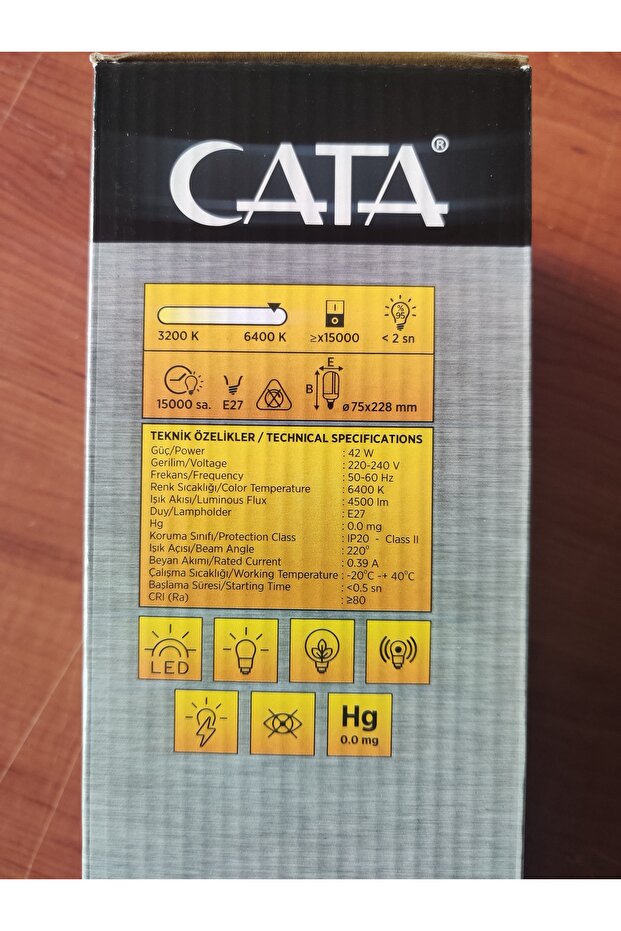 CATA®
3200 K 6400 K ≥x15000 % 95 < 2 sn
15000 sa. E27 B E ø75x228 mm
TEKNİK ÖZELİKLER / TECHNICAL SPECIFICATIONS
Güç/Power : 42 W
Gerilim/Voltage : 220-240 V
Frekans/Frequency : 50-60 Hz
Renk Sıcaklığı/Color Temperature : 6400 K
Işık Akısı/Luminous Flux : 4500 lm
Duy/Lampholder : E27
Hg : 0.0 mg
Koruma Sınıfı/Protection Class : IP20 - Class II
Işık Açısı/Beam Angle : 220°
Beyan Akımı/Rated Current : 0.39 A
Çalışma Sıcaklığı/Working Temperature : -20°C -+ 40°C
Başlama Süresi/Starting Time : <0.5 sn
CRI (Ra) : ≥80
LED
Hg
0.0 mg